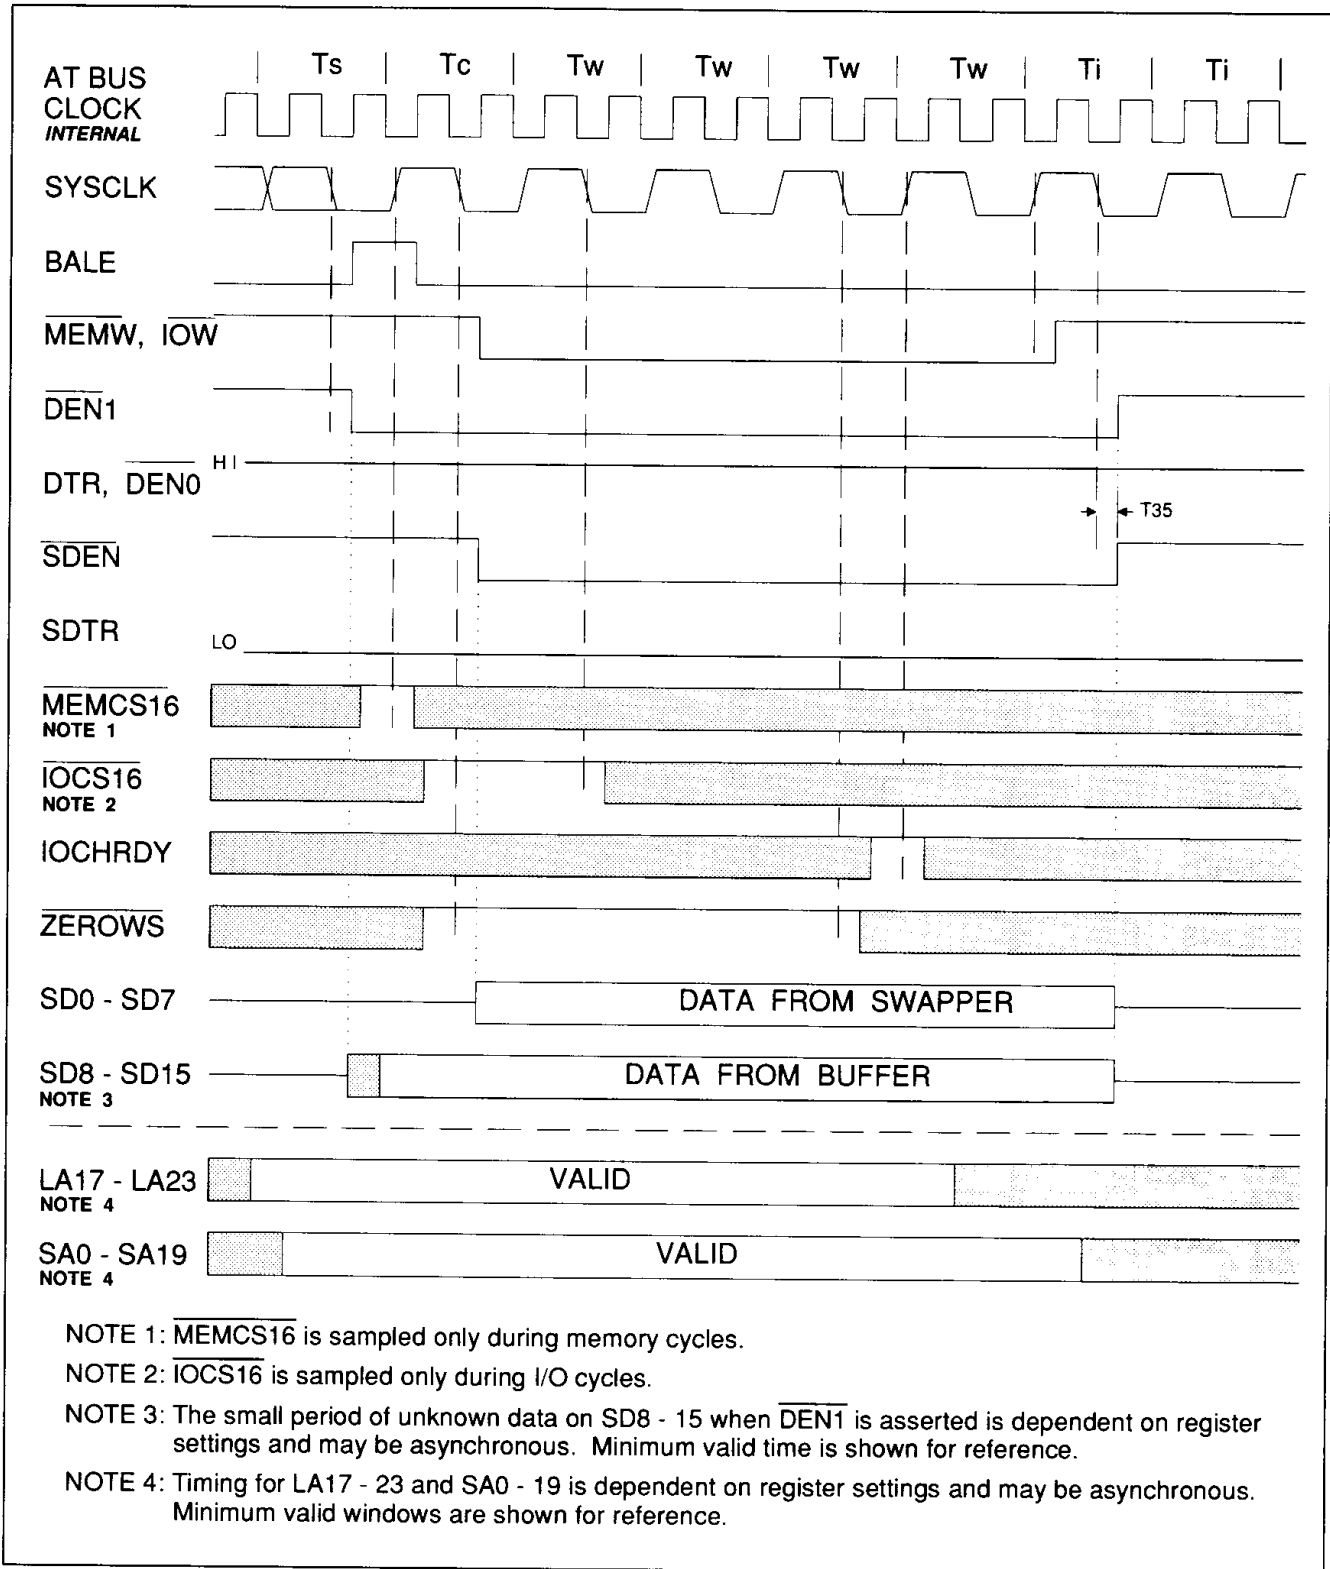 AT BUS
CLOCK
INTERNAL
Ts Tc Tw Tw Tw Tw Ti Ti
SYSCLK
BALE
MEMW, IOW
DEN1
HI
DTR, DEN0
T35
SDEN
SDTR
LO
MEMCS16
NOTE 1
IOCS16
NOTE 2
IOCHRDY
ZEROWS
SD0 - SD7 DATA FROM SWAPPER
SD8 - SD15 DATA FROM BUFFER
NOTE 3
LA17 - LA23 VALID
NOTE 4
SA0 - SA19 VALID
NOTE 4
NOTE 1: MEMCS16 is sampled only during memory cycles.
NOTE 2: IOCS16 is sampled only during I/O cycles.
NOTE 3: The small period of unknown data on SD8 - 15 when DEN1 is asserted is dependent on register
settings and may be asynchronous. Minimum valid time is shown for reference.
NOTE 4: Timing for LA17 - 23 and SA0 - 19 is dependent on register settings and may be asynchronous.
Minimum valid windows are shown for reference.